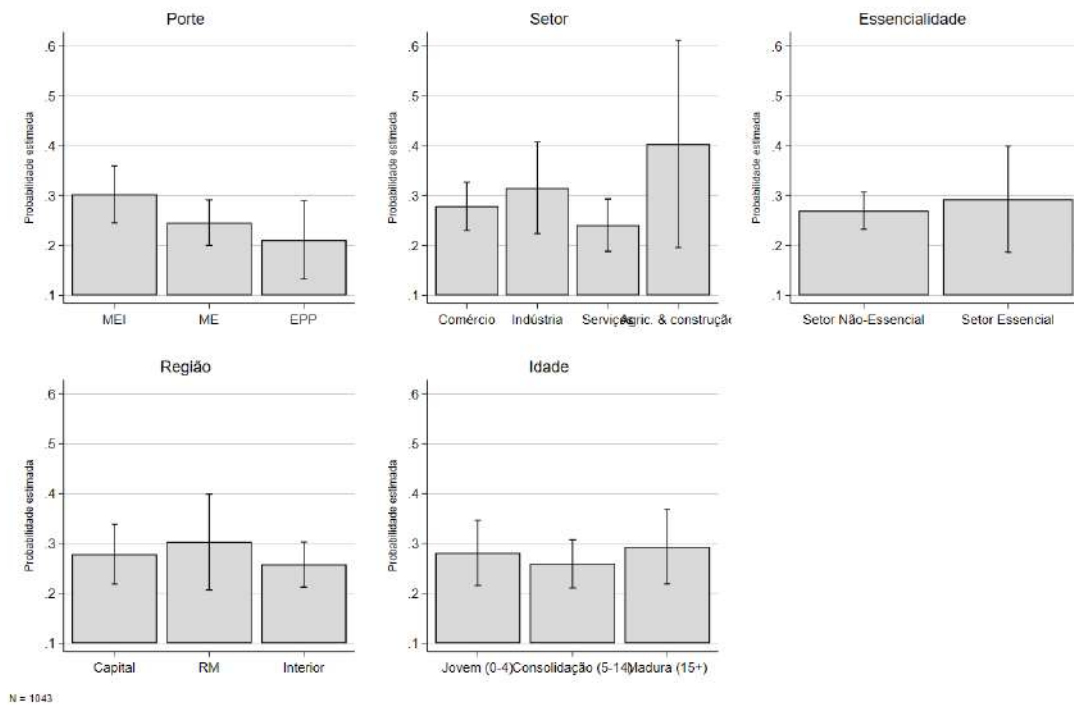 Porte
Setor
Essencialidade
Probabilidade estimada
.6
.5
.4
.3
.2
.1
MEI
ME
EPP
Probabilidade estimada
.6
.5
.4
.3
.2
.1
Comércio
Indústria
Serviços
Agric. & construção
Probabilidade estimada
.6
.5
.4
.3
.2
.1
Setor Não-Essencial
Setor Essencial
Região
Idade
Probabilidade estimada
.6
.5
.4
.3
.2
.1
Capital
RM
Interior
Probabilidade estimada
.6
.5
.4
.3
.2
.1
Jovem (0-4)
Consolidação (5-14)
Madura (15+)
N = 1043